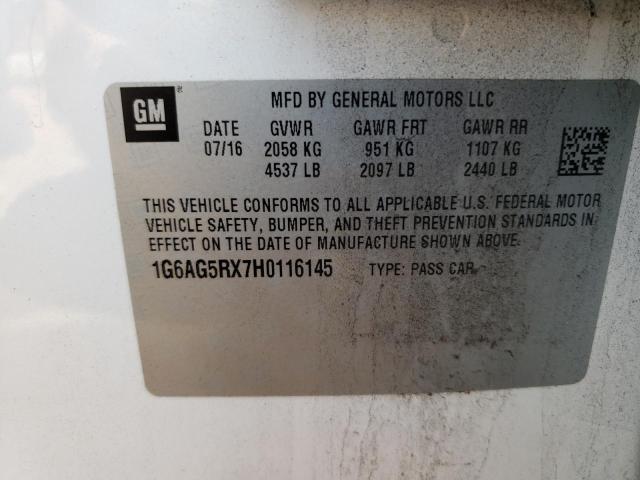 GM
MFD BY GENERAL MOTORS LLC
DATE GVWR GAWR FRT GAWR RR
07/16 2058 KG 951 KG 1107 KG
4537 LB 2097 LB 2440 LB
THIS VEHICLE CONFORMS TO ALL APPLICABLE U.S. FEDERAL MOTOR
VEHICLE SAFETY, BUMPER, AND THEFT PREVENTION STANDARDS IN
EFFECT ON THE DATE OF MANUFACTURE SHOWN ABOVE.
1G6AG5RX7H0116145 TYPE: PASS CAR